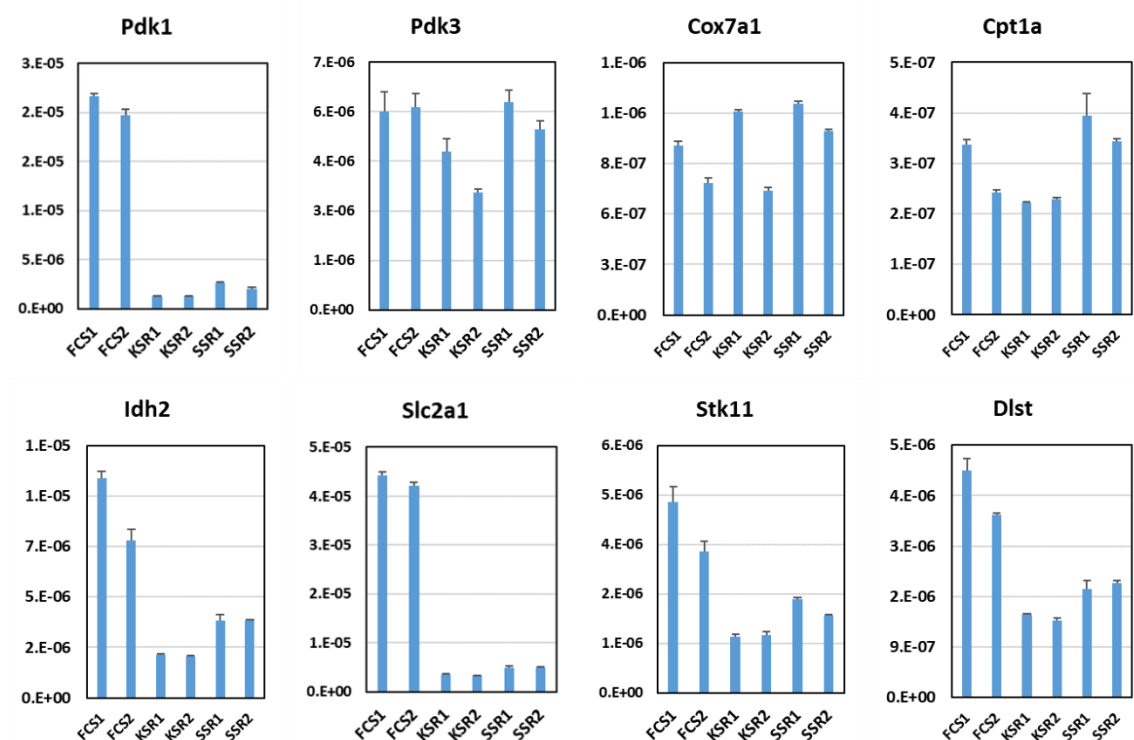 Pdk1
3.E-05
2.E-05
2.E-05
1.E-05
5.E-06
0.E+00
FCS1 FCS2 KSR1 KSR2 SSR1 SSR2
Pdk3
7.E-06
6.E-06
4.E-06
3.E-06
1.E-06
0.E+00
FCS1 FCS2 KSR1 KSR2 SSR1 SSR2
Cox7a1
1.E-06
1.E-06
8.E-07
6.E-07
3.E-07
0.E+00
FCS1 FCS2 KSR1 KSR2 SSR1 SSR2
Cpt1a
5.E-07
4.E-07
3.E-07
2.E-07
1.E-07
0.E+00
FCS1 FCS2 KSR1 KSR2 SSR1 SSR2
Idh2
1.E-05
1.E-05
7.E-06
5.E-06
2.E-06
0.E+00
FCS1 FCS2 KSR1 KSR2 SSR1 SSR2
Slc2a1
5.E-05
4.E-05
3.E-05
2.E-05
1.E-05
0.E+00
FCS1 FCS2 KSR1 KSR2 SSR1 SSR2
Stk11
6.E-06
5.E-06
4.E-06
2.E-06
1.E-06
0.E+00
FCS1 FCS2 KSR1 KSR2 SSR1 SSR2
Dlst
5.E-06
4.E-06
3.E-06
2.E-06
9.E-07
0.E+00
FCS1 FCS2 KSR1 KSR2 SSR1 SSR2